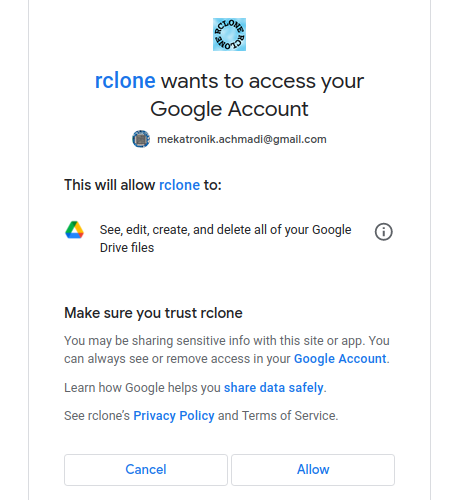 RCLONE RCLONE
rclone wants to access your
Google Account
mekatronik.achmadi@gmail.com
This will allow rclone to:
See, edit, create, and delete all of your Google
Drive files
Make sure you trust rclone
You may be sharing sensitive info with this site or app. You
can always see or remove access in your Google Account.
Learn how Google helps you share data safely.
See rclone's Privacy Policy and Terms of Service.
Cancel
Allow